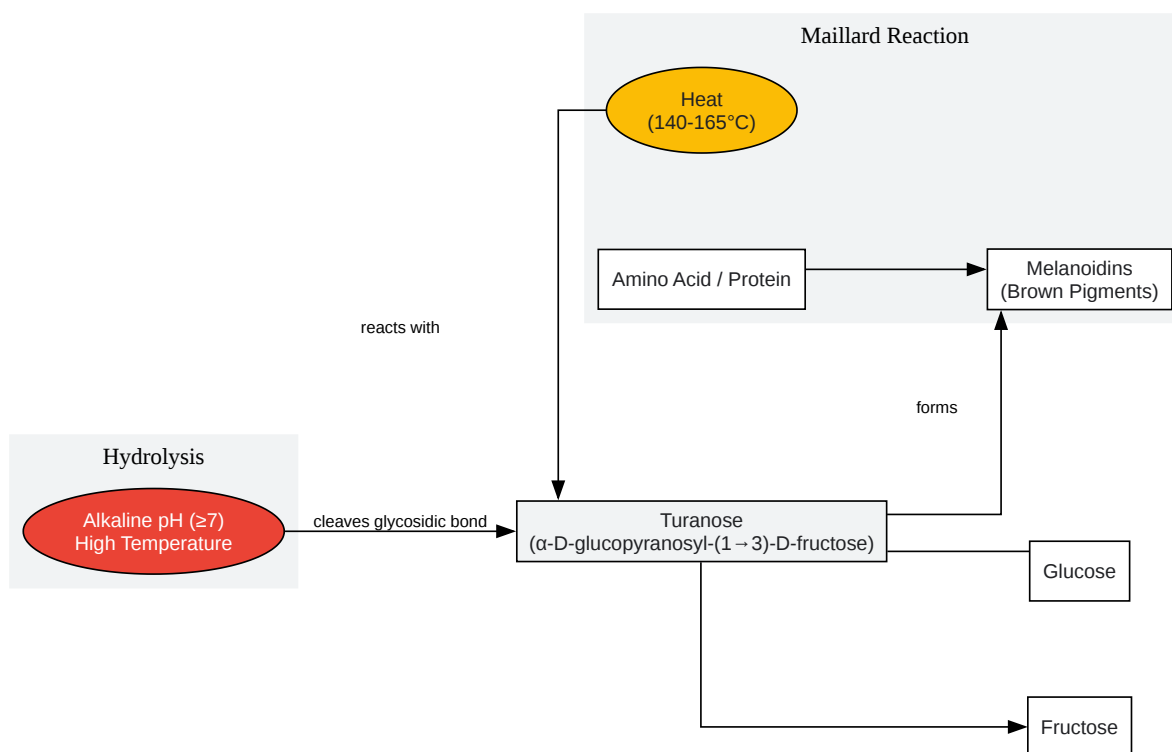 Maillard Reaction
Heat
(140-165°C)
Amino Acid / Protein
Melanoidins
(Brown Pigments)
reacts with
forms
Hydrolysis
Alkaline pH (≥7)
High Temperature
cleaves glycosidic bond
Turanose
(α-D-glucopyranosyl-(1→3)-D-fructose)
Glucose
Fructose